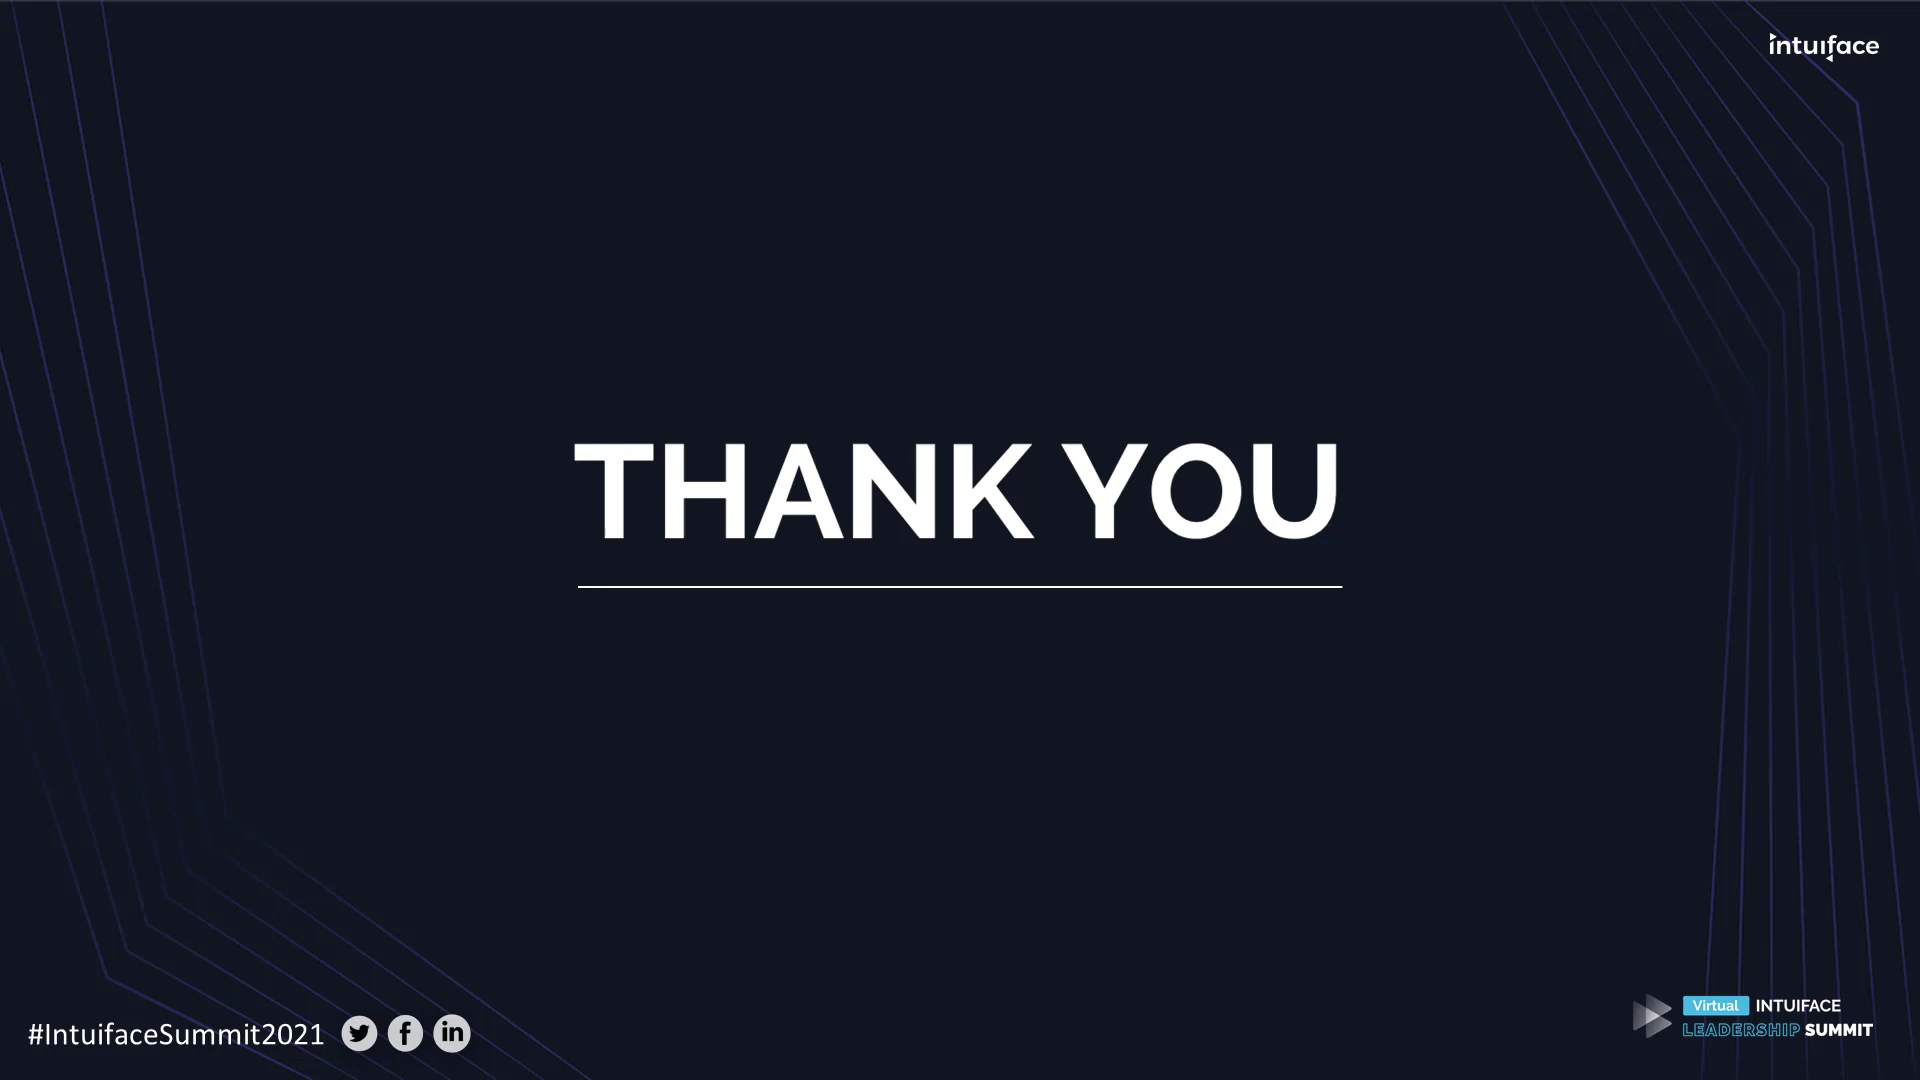 intuiface
THANK YOU
#IntuifaceSummit2021
Virtual INTUIFACE
LEADERSHIP SUMMIT